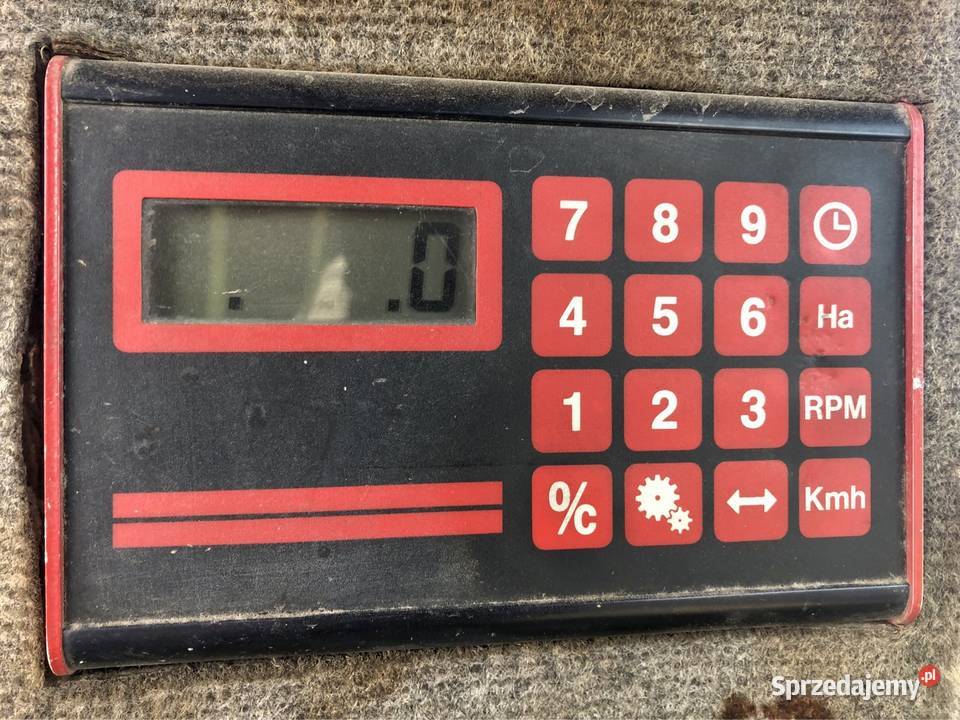 . .0
7 8 9
4 5 6 Ha
1 2 3 RPM
% Kmh
Sprzedajemy.pl